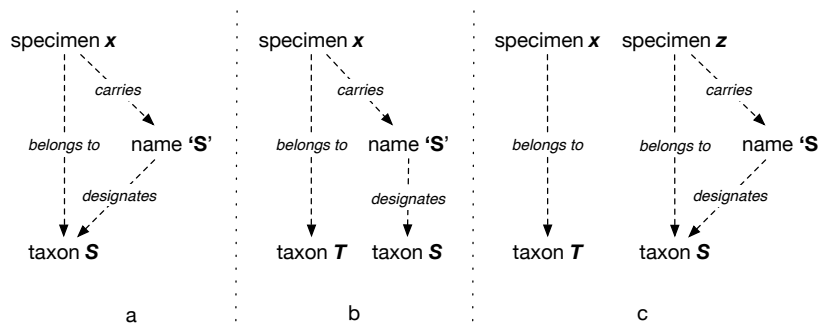 specimen x
carries
belongs to
name ‘S’
designates
taxon S
a
specimen x
carries
belongs to
name ‘S’
designates
taxon T
taxon S
b
specimen x
specimen z
carries
belongs to
belongs to
name ‘S
designates
taxon T
taxon S
c